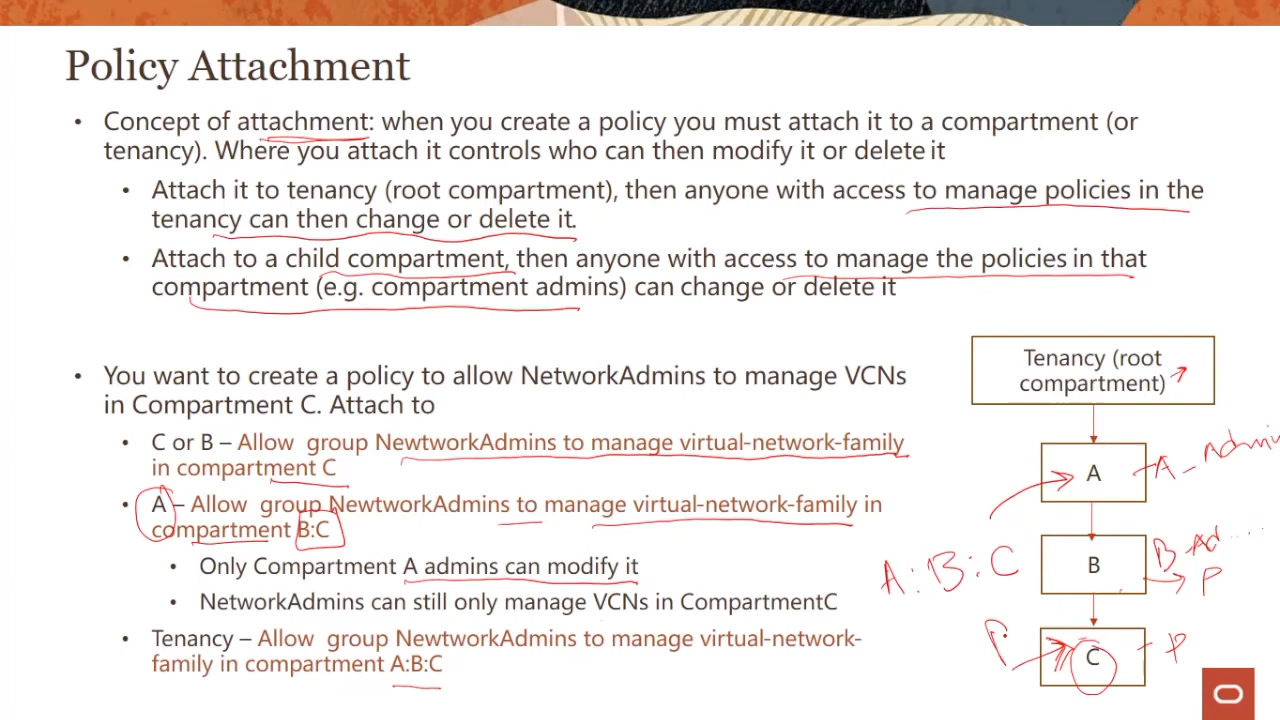 Policy Attachment
• Concept of attachment: when you create a policy you must attach it to a compartment (or
tenancy). Where you attach it controls who can then modify it or delete it
• Attach it to tenancy (root compartment), then anyone with access to manage policies in the
tenancy can then change or delete it.
• Attach to a child compartment, then anyone with access to manage the policies in that
compartment (e.g. compartment admins) can change or delete it
• You want to create a policy to allow NetworkAdmins to manage VCNs
in Compartment C. Attach to
• C or B – Allow group NewtworkAdmins to manage virtual-network-family
in compartment C
• A – Allow group NewtworkAdmins to manage virtual-network-family in
compartment B:C
• Only Compartment A admins can modify it
• NetworkAdmins can still only manage VCNs in CompartmentC
• Tenancy – Allow group NewtworkAdmins to manage virtual-network-
family in compartment A:B:C
Tenancy (root
compartment)
A
A_Admin
B
B-Ad....
P
A:B:C
P
C
P